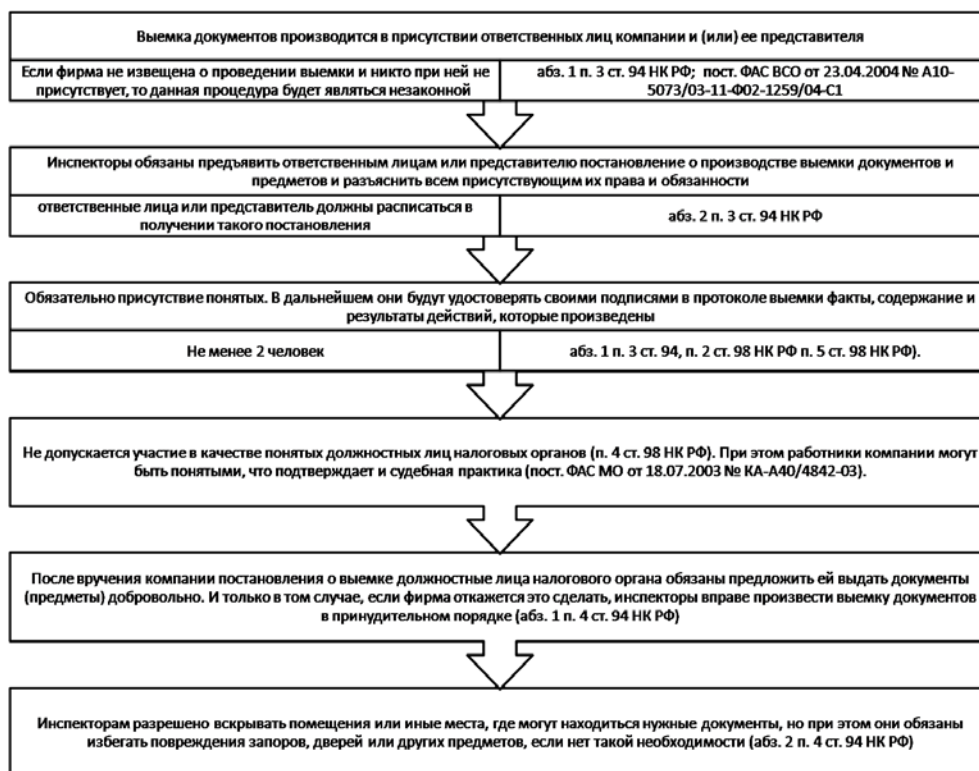 Выемка документов производится в присутствии ответственных лиц компании и (или) ее представителя
Если фирма не извещена о проведении выемки и никто при ней не
присутствует, то данная процедура будет являться незаконной
абз. 1 п. 3 ст. 94 НК РФ; пост. ФАС ВСО от 23.04.2004 № А10-
5073/03-11-Ф02-1259/04-С1
Инспекторы обязаны предъявить ответственным лицам или представителю постановление о производстве выемки документов и
предметов и разъяснить всем присутствующим их права и обязанности
ответственные лица или представитель должны расписаться в
получении такого постановления
абз. 2 п. 3 ст. 94 НК РФ
Обязательно присутствие понятых. В дальнейшем они будут удостоверять своими подписями в протоколе выемки факты, содержание и
результаты действий, которые произведены
Не менее 2 человек
абз. 1 п. 3 ст. 94, п. 2 ст. 98 НК РФ п. 5 ст. 98 НК РФ).
Не допускается участие в качестве понятых должностных лиц налоговых органов (п. 4 ст. 98 НК РФ). При этом работники компании могут
быть понятыми, что подтверждает и судебная практика (пост. ФАС МО от 18.07.2003 № КА-А40/4842-03).
После вручения компании постановления о выемке должностные лица налогового органа обязаны предложить ей выдать документы
(предметы) добровольно. И только в том случае, если фирма откажется это сделать, инспекторы вправе произвести выемку документов
в принудительном порядке (абз. 1 п. 4 ст. 94 НК РФ)
Инспекторам разрешено вскрывать помещения или иные места, где могут находиться нужные документы, но при этом они обязаны
избегать повреждения запоров, дверей или других предметов, если нет такой необходимости (абз. 2 п. 4 ст. 94 НК РФ)